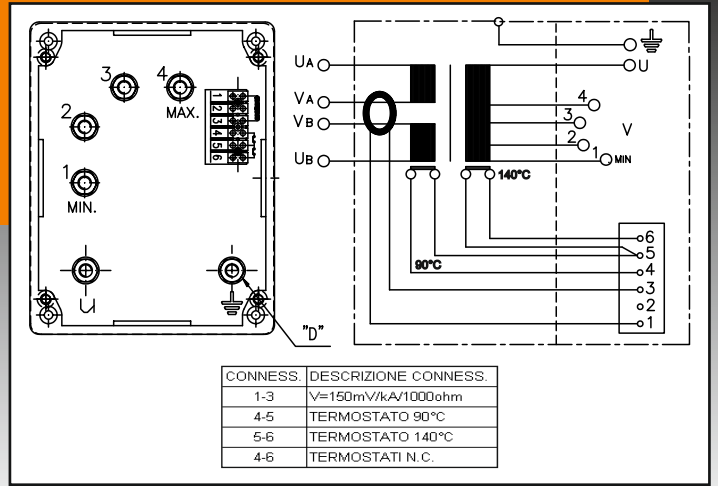 3
4
MAX.
2
1
MIN.
1
2
3
4
5
6
U
"D"
UA
VA
VB
UB
U
4
3
2
1
MIN
V
140°C
90°C
6
5
4
3
2
1
CONNESS. DESCRIZIONE CONNESS.
1-3 V=150mV/kA/1000ohm
4-5 TERMOSTATO 90°C
5-6 TERMOSTATO 140°C
4-6 TERMOSTATI N.C.